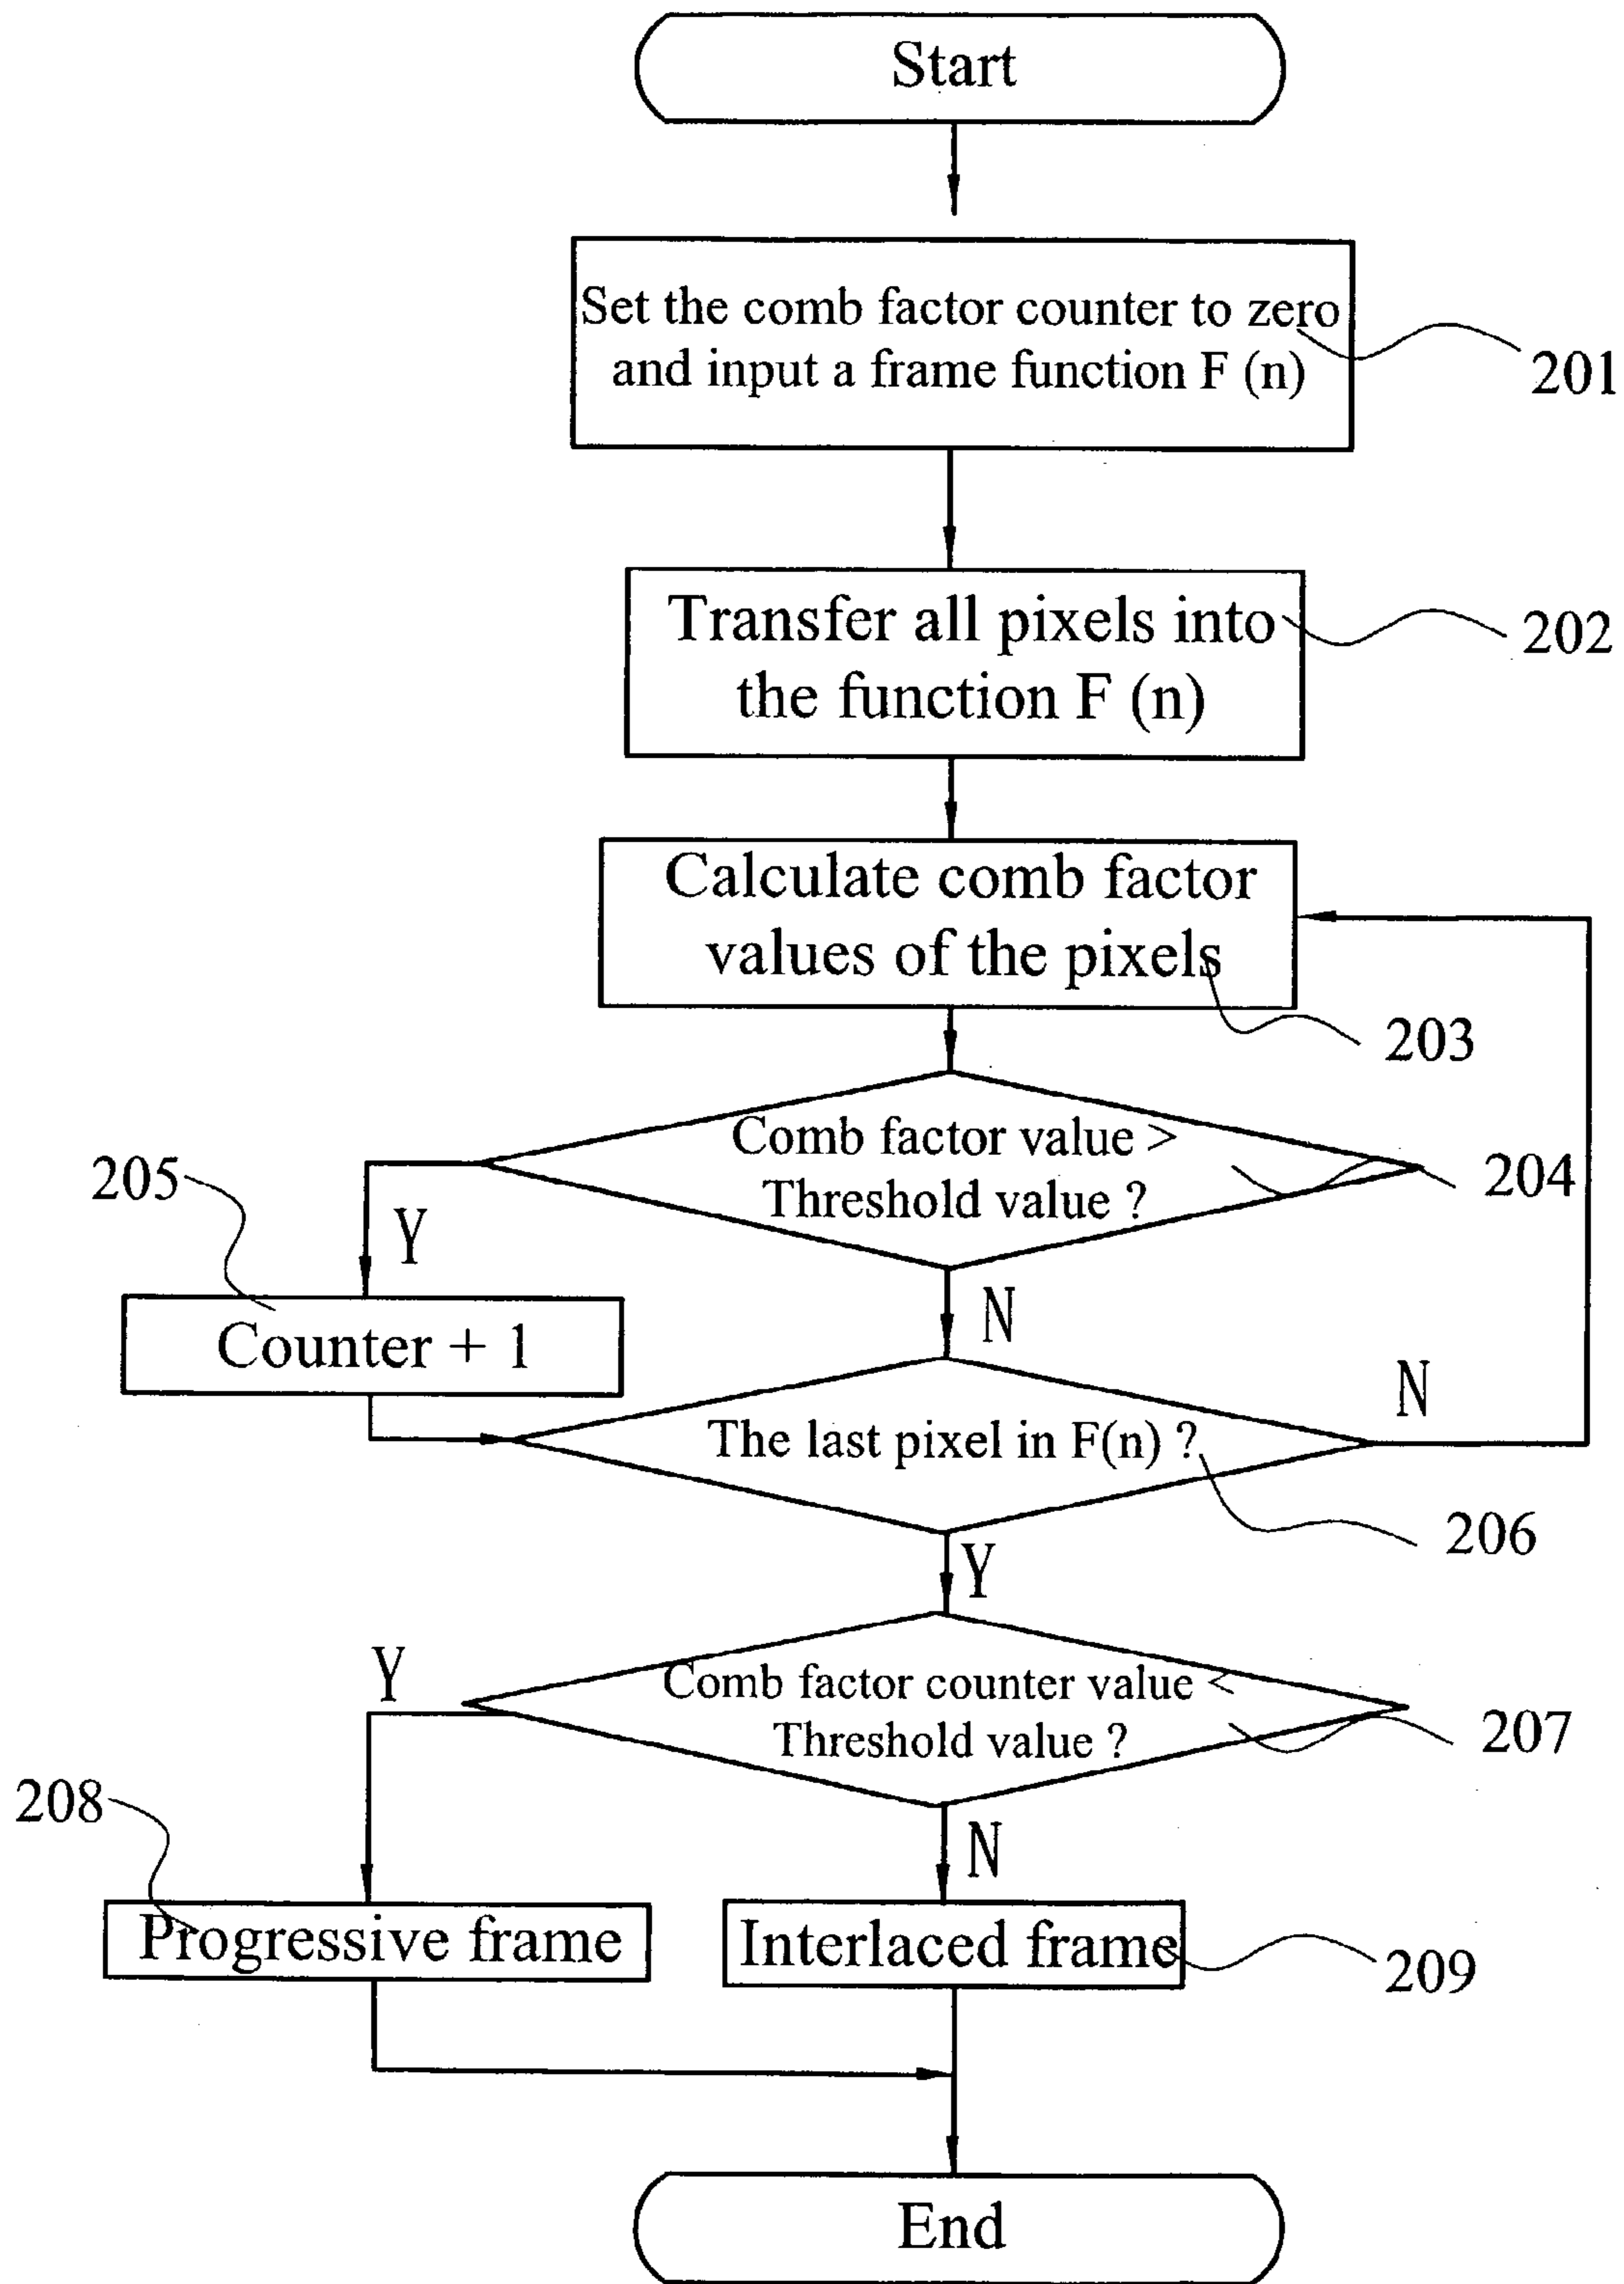 Start
Set the comb factor counter to zero
and input a frame function F (n)
201
Transfer all pixels into
the function F (n)
202
Calculate comb factor
values of the pixels
203
Comb factor value >
Threshold value ?
204
205
Y
Counter + 1
N
The last pixel in F(n) ?
N
206
Y
Comb factor counter value <
Threshold value ?
Y
207
208
N
Progressive frame
Interlaced frame
209
End